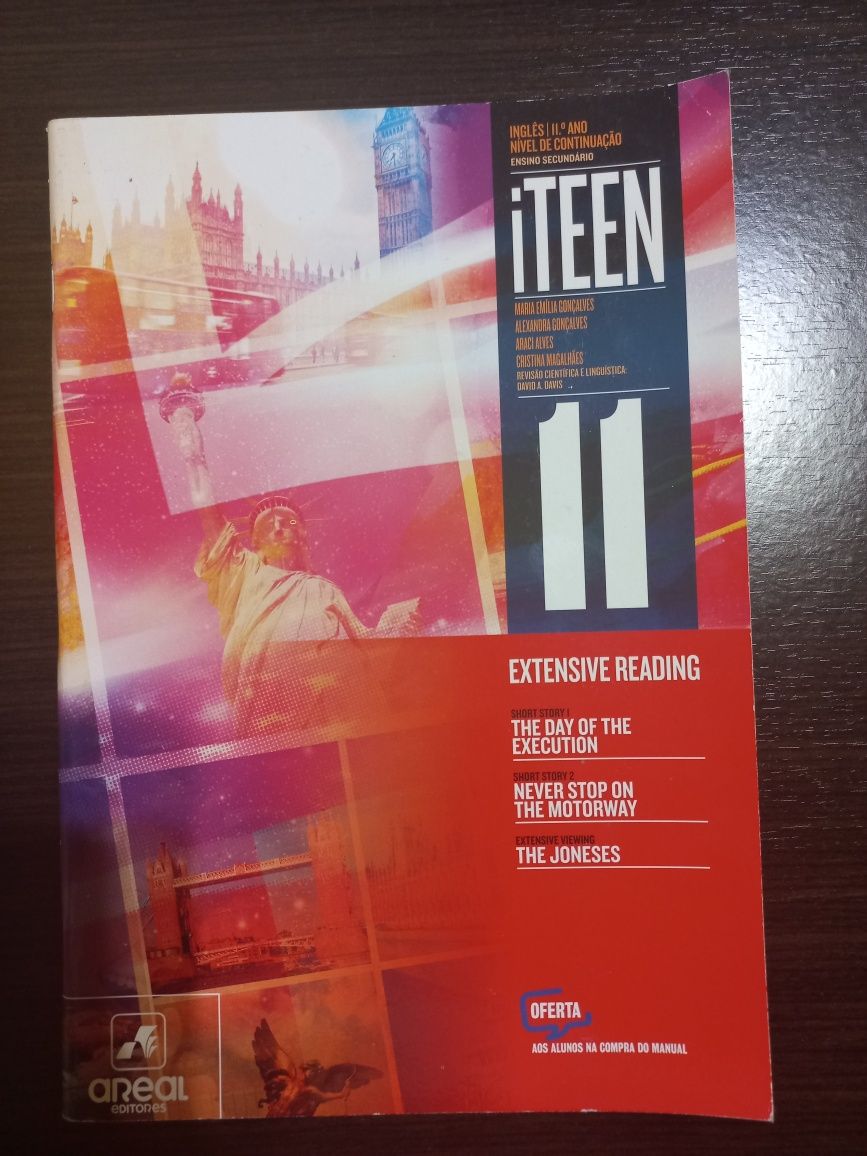 INGLÊS | 11.º ANO
NÍVEL DE CONTINUAÇÃO
ENSINO SECUNDÁRIO
iTEEN
MARIA EMÍLIA GONÇALVES
ALEXANDRA GONÇALVES
ARACI ALVES
CRISTINA MAGALHÃES
REVISÃO CIENTÍFICA E LINGUÍSTICA:
DAVID A. DAVIS
11
EXTENSIVE READING
SHORT STORY 1
THE DAY OF THE
EXECUTION
SHORT STORY 2
NEVER STOP ON
THE MOTORWAY
EXTENSIVE VIEWING
THE JONESES
OFERTA
AOS ALUNOS NA COMPRA DO MANUAL
aREaL
EDITORES